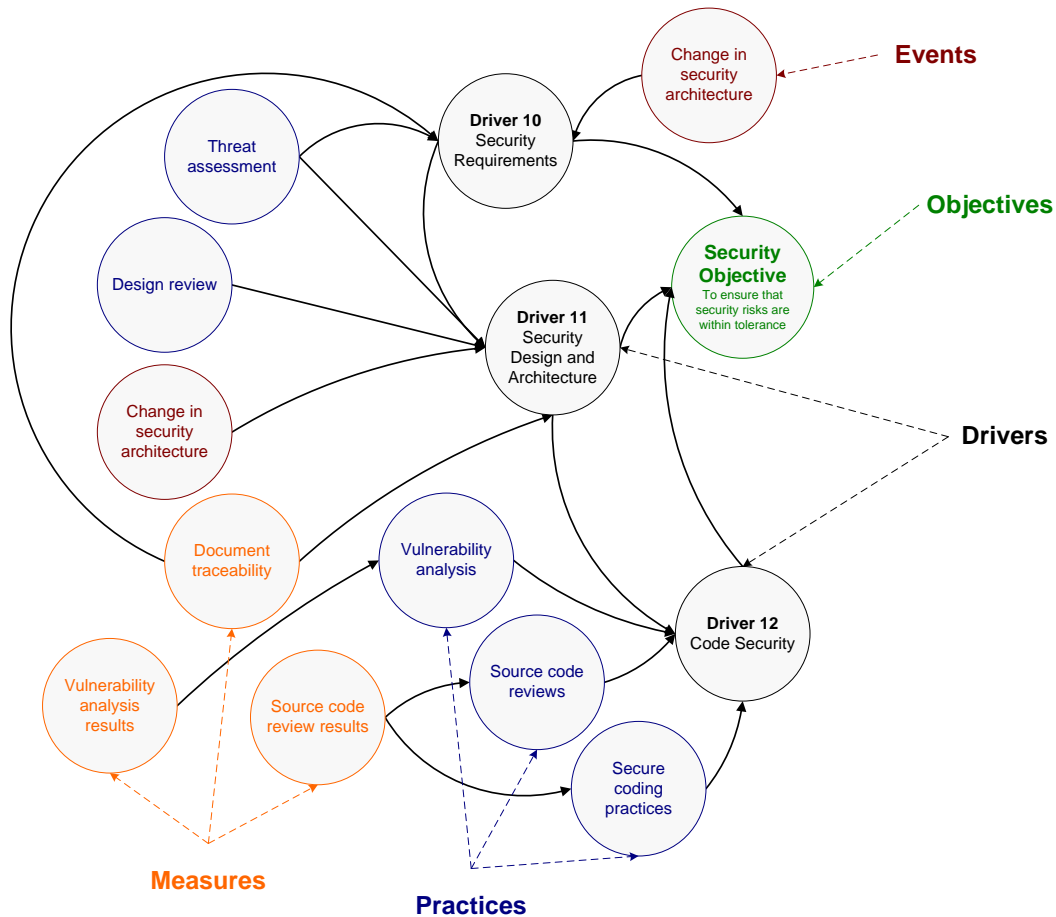 Change in
security
architecture
Events
Driver 10
Security
Requirements
Threat
assessment
Objectives
Security
Objective
To ensure that
security risks are
within tolerance
Design review
Driver 11
Security
Design and
Architecture
Change in
security
architecture
Drivers
Document
traceability
Vulnerability
analysis
Driver 12
Code Security
Vulnerability
analysis
results
Source code
review results
Source code
reviews
Secure
coding
practices
Measures
Practices